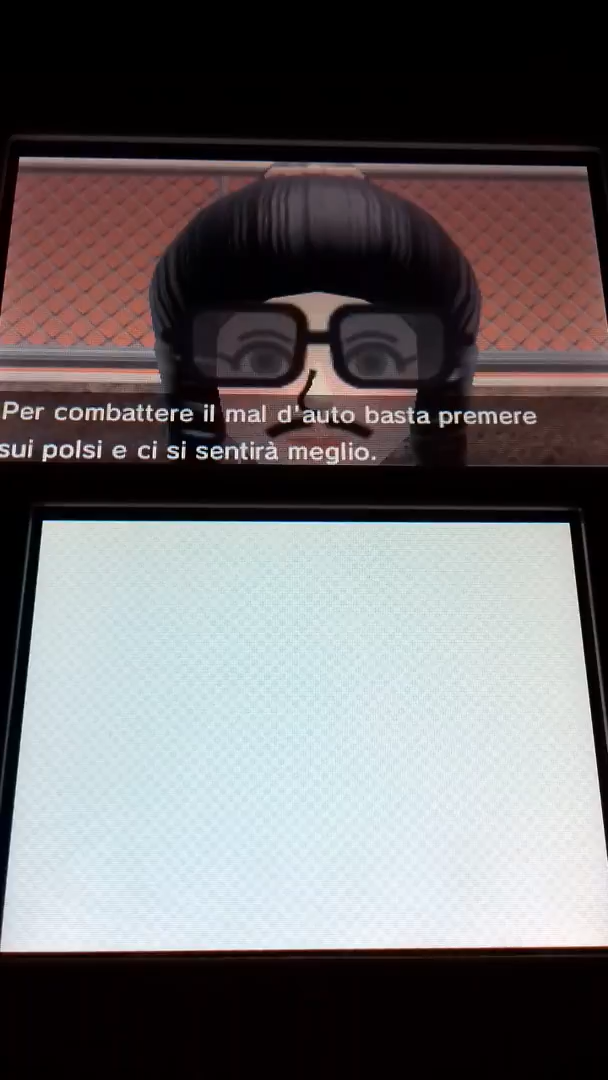 Per combattere il mal d'auto basta premere
sui polsi e ci si sentirà meglio.